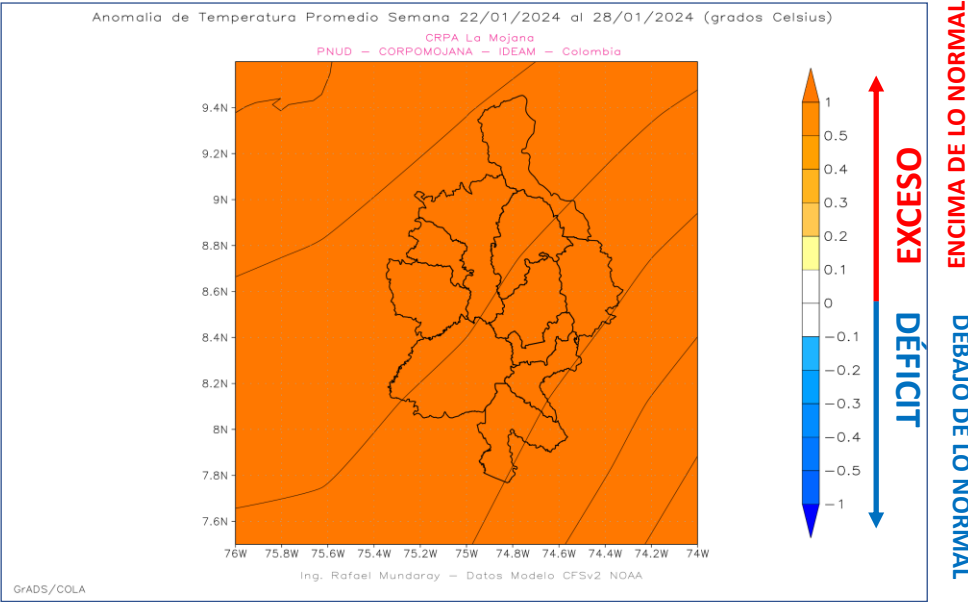 Anomalia de Temperatura Promedio Semana 22/01/2024 al 28/01/2024 (grados Celsius)
CRPA La Mojana
PNUD – CORPOMOJANA – IDEAM – Colombia
9.4N
9.2N
9N
8.8N
8.6N
8.4N
8.2N
8N
7.8N
7.6N
76W 75.8W 75.6W 75.4W 75.2W 75W 74.8W 74.6W 74.4W 74.2W 74W
1
0.5
0.4
0.3
0.2
0.1
0
−0.1
−0.2
−0.3
−0.4
−0.5
−1
EXCESO
DÉFICIT
ENCIMA DE LO NORMAL
DEBAJO DE LO NORMAL
Ing. Rafael Mundaray – Datos Modelo CFSv2 NOAA
GrADS/COLA